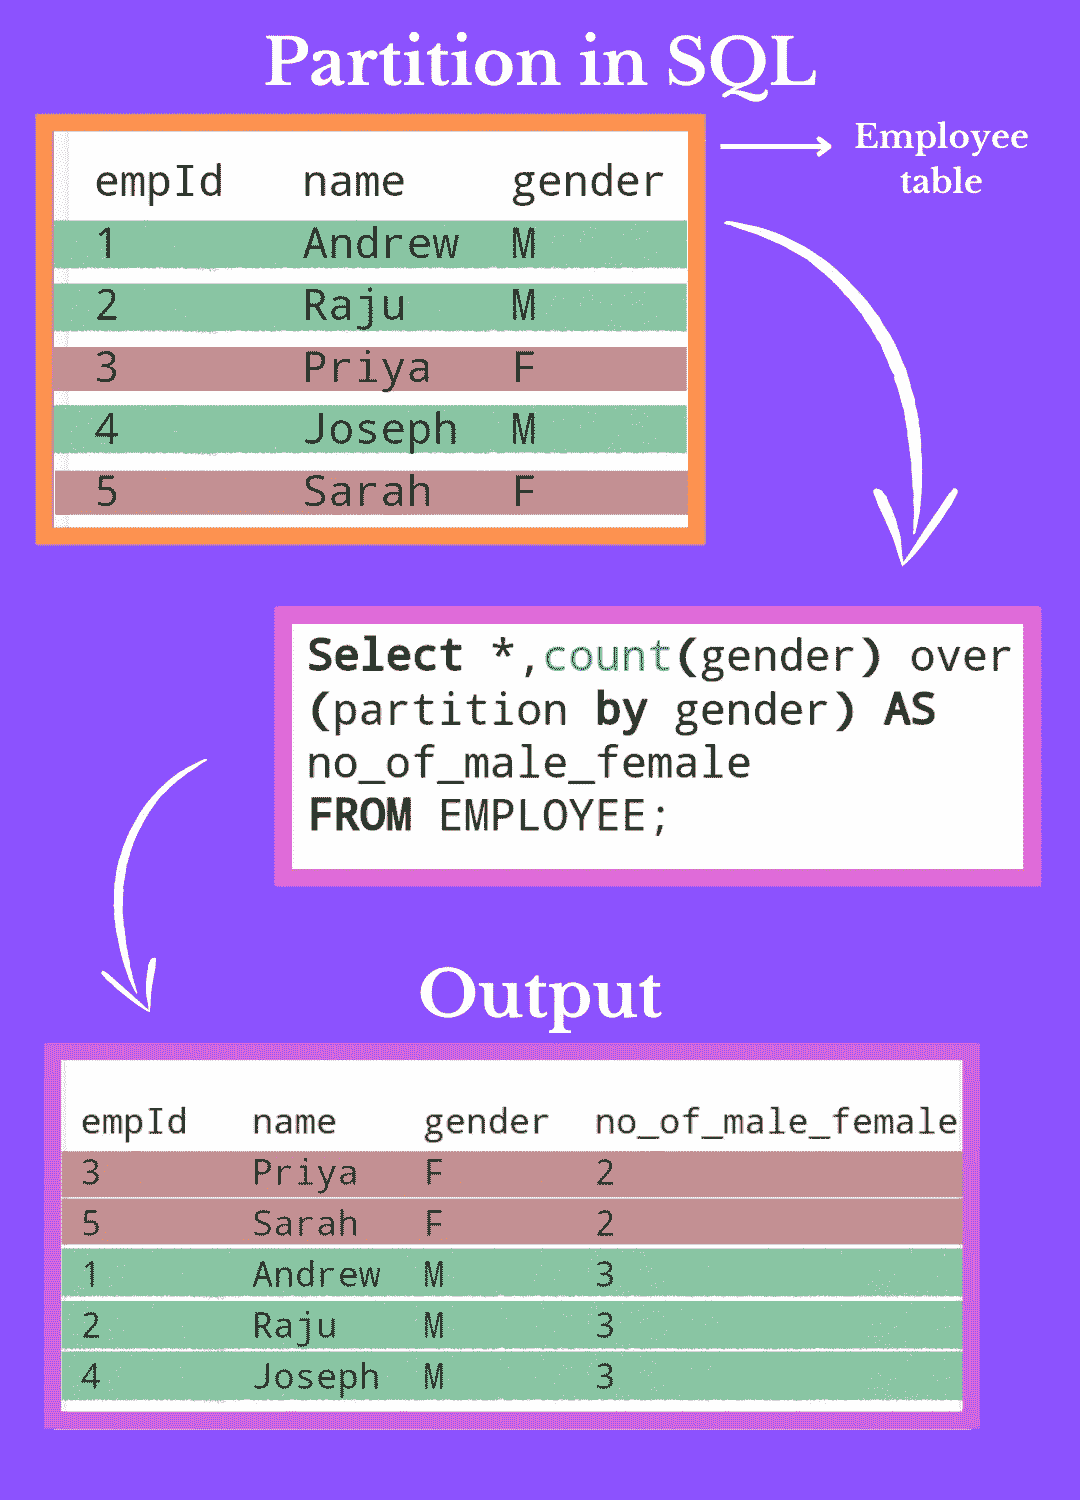 Partition in SQL
Employee
table
empId name gender
1 Andrew M
2 Raju M
3 Priya F
4 Joseph M
5 Sarah F
Select *,count(gender) over
(partition by gender) AS
no_of_male_female
FROM EMPLOYEE;
Output
empId name gender no_of_male_female
3 Priya F 2
5 Sarah F 2
1 Andrew M 3
2 Raju M 3
4 Joseph M 3